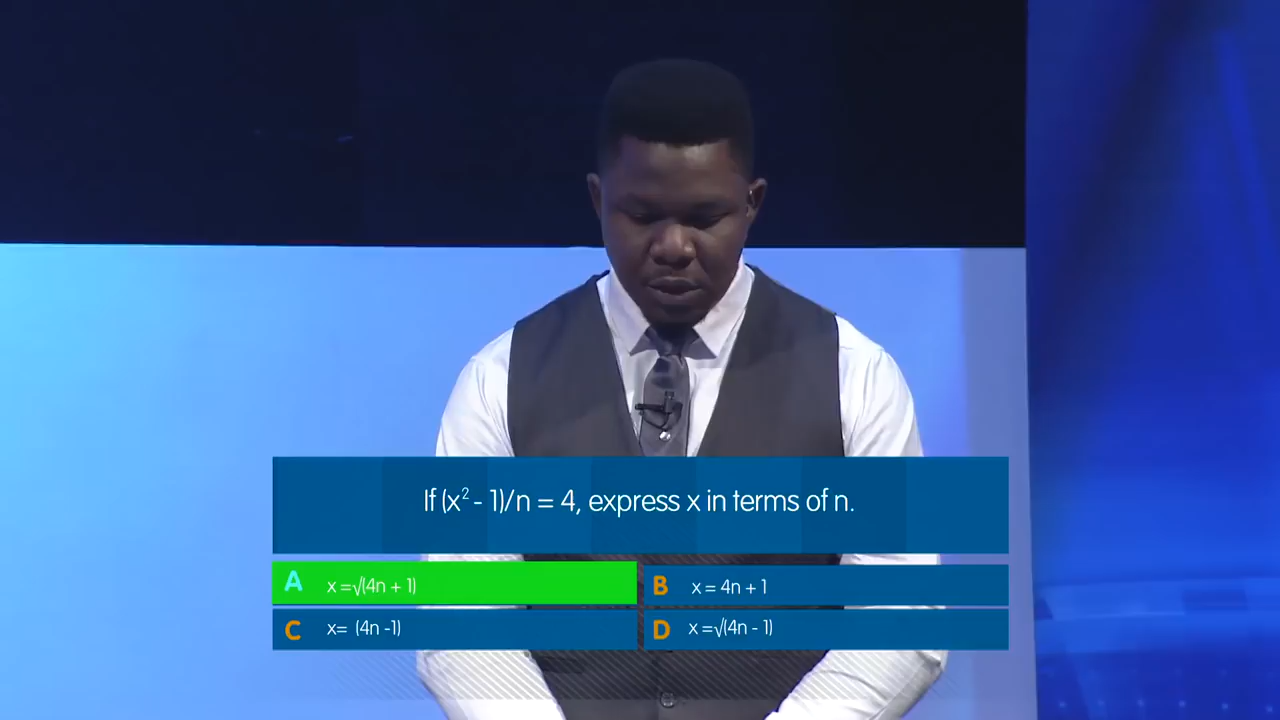 If (x² - 1)/n = 4, express x in terms of n.
A x =√(4n + 1)
B x = 4n + 1
C x= (4n -1)
D x =√(4n - 1)